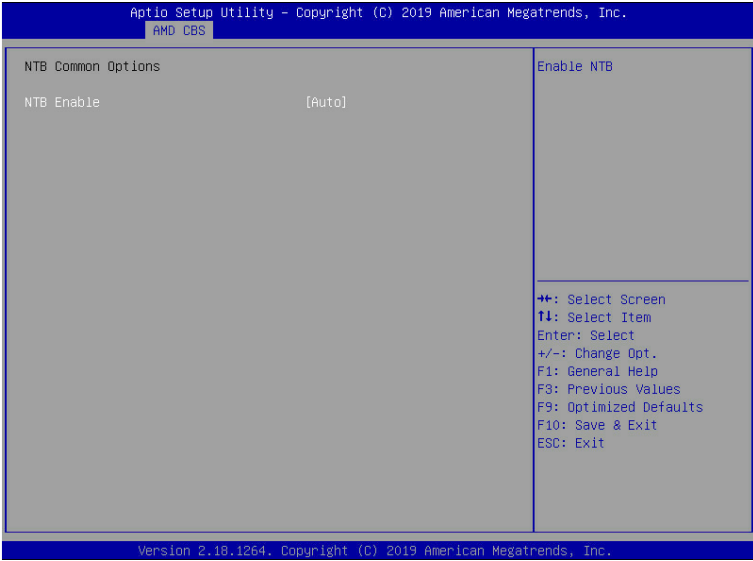 Aptio Setup Utility – Copyright (C) 2019 American Megatrends, Inc.
AMD CBS
NTB Common Options
NTB Enable [Auto]
Enable NTB
→←: Select Screen
↑↓: Select Item
Enter: Select
+/-: Change Opt.
F1: General Help
F3: Previous Values
F9: Optimized Defaults
F10: Save & Exit
ESC: Exit
Version 2.18.1264. Copyright (C) 2019 American Megatrends, Inc.